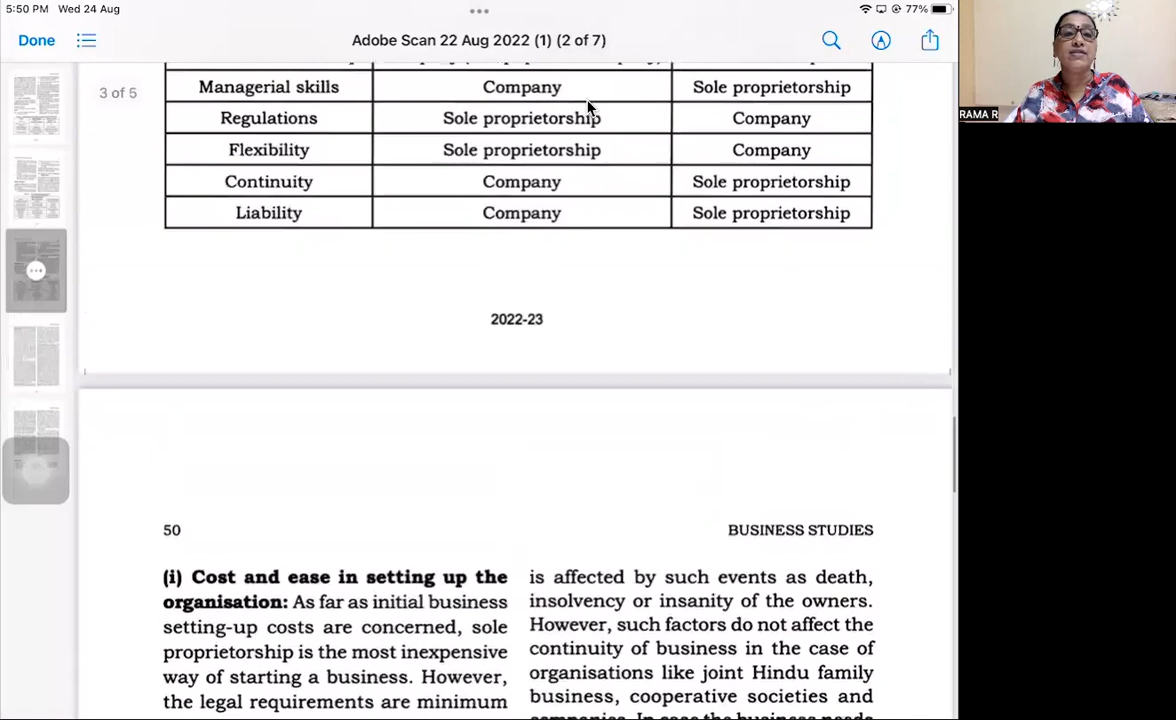 5:50 PM Wed 24 Aug
77%
Done
Adobe Scan 22 Aug 2022 (1) (2 of 7)
3 of 5
Managerial skills Company Sole proprietorship
Regulations Sole proprietorship Company
Flexibility Sole proprietorship Company
Continuity Company Sole proprietorship
Liability Company Sole proprietorship
2022-23
50 BUSINESS STUDIES
(i) Cost and ease in setting up the
organisation: As far as initial business
setting-up costs are concerned, sole
proprietorship is the most inexpensive
way of starting a business. However,
the legal requirements are minimum
is affected by such events as death,
insolvency or insanity of the owners.
However, such factors do not affect the
continuity of business in the case of
organisations like joint Hindu family
business, cooperative societies and
RAMA R